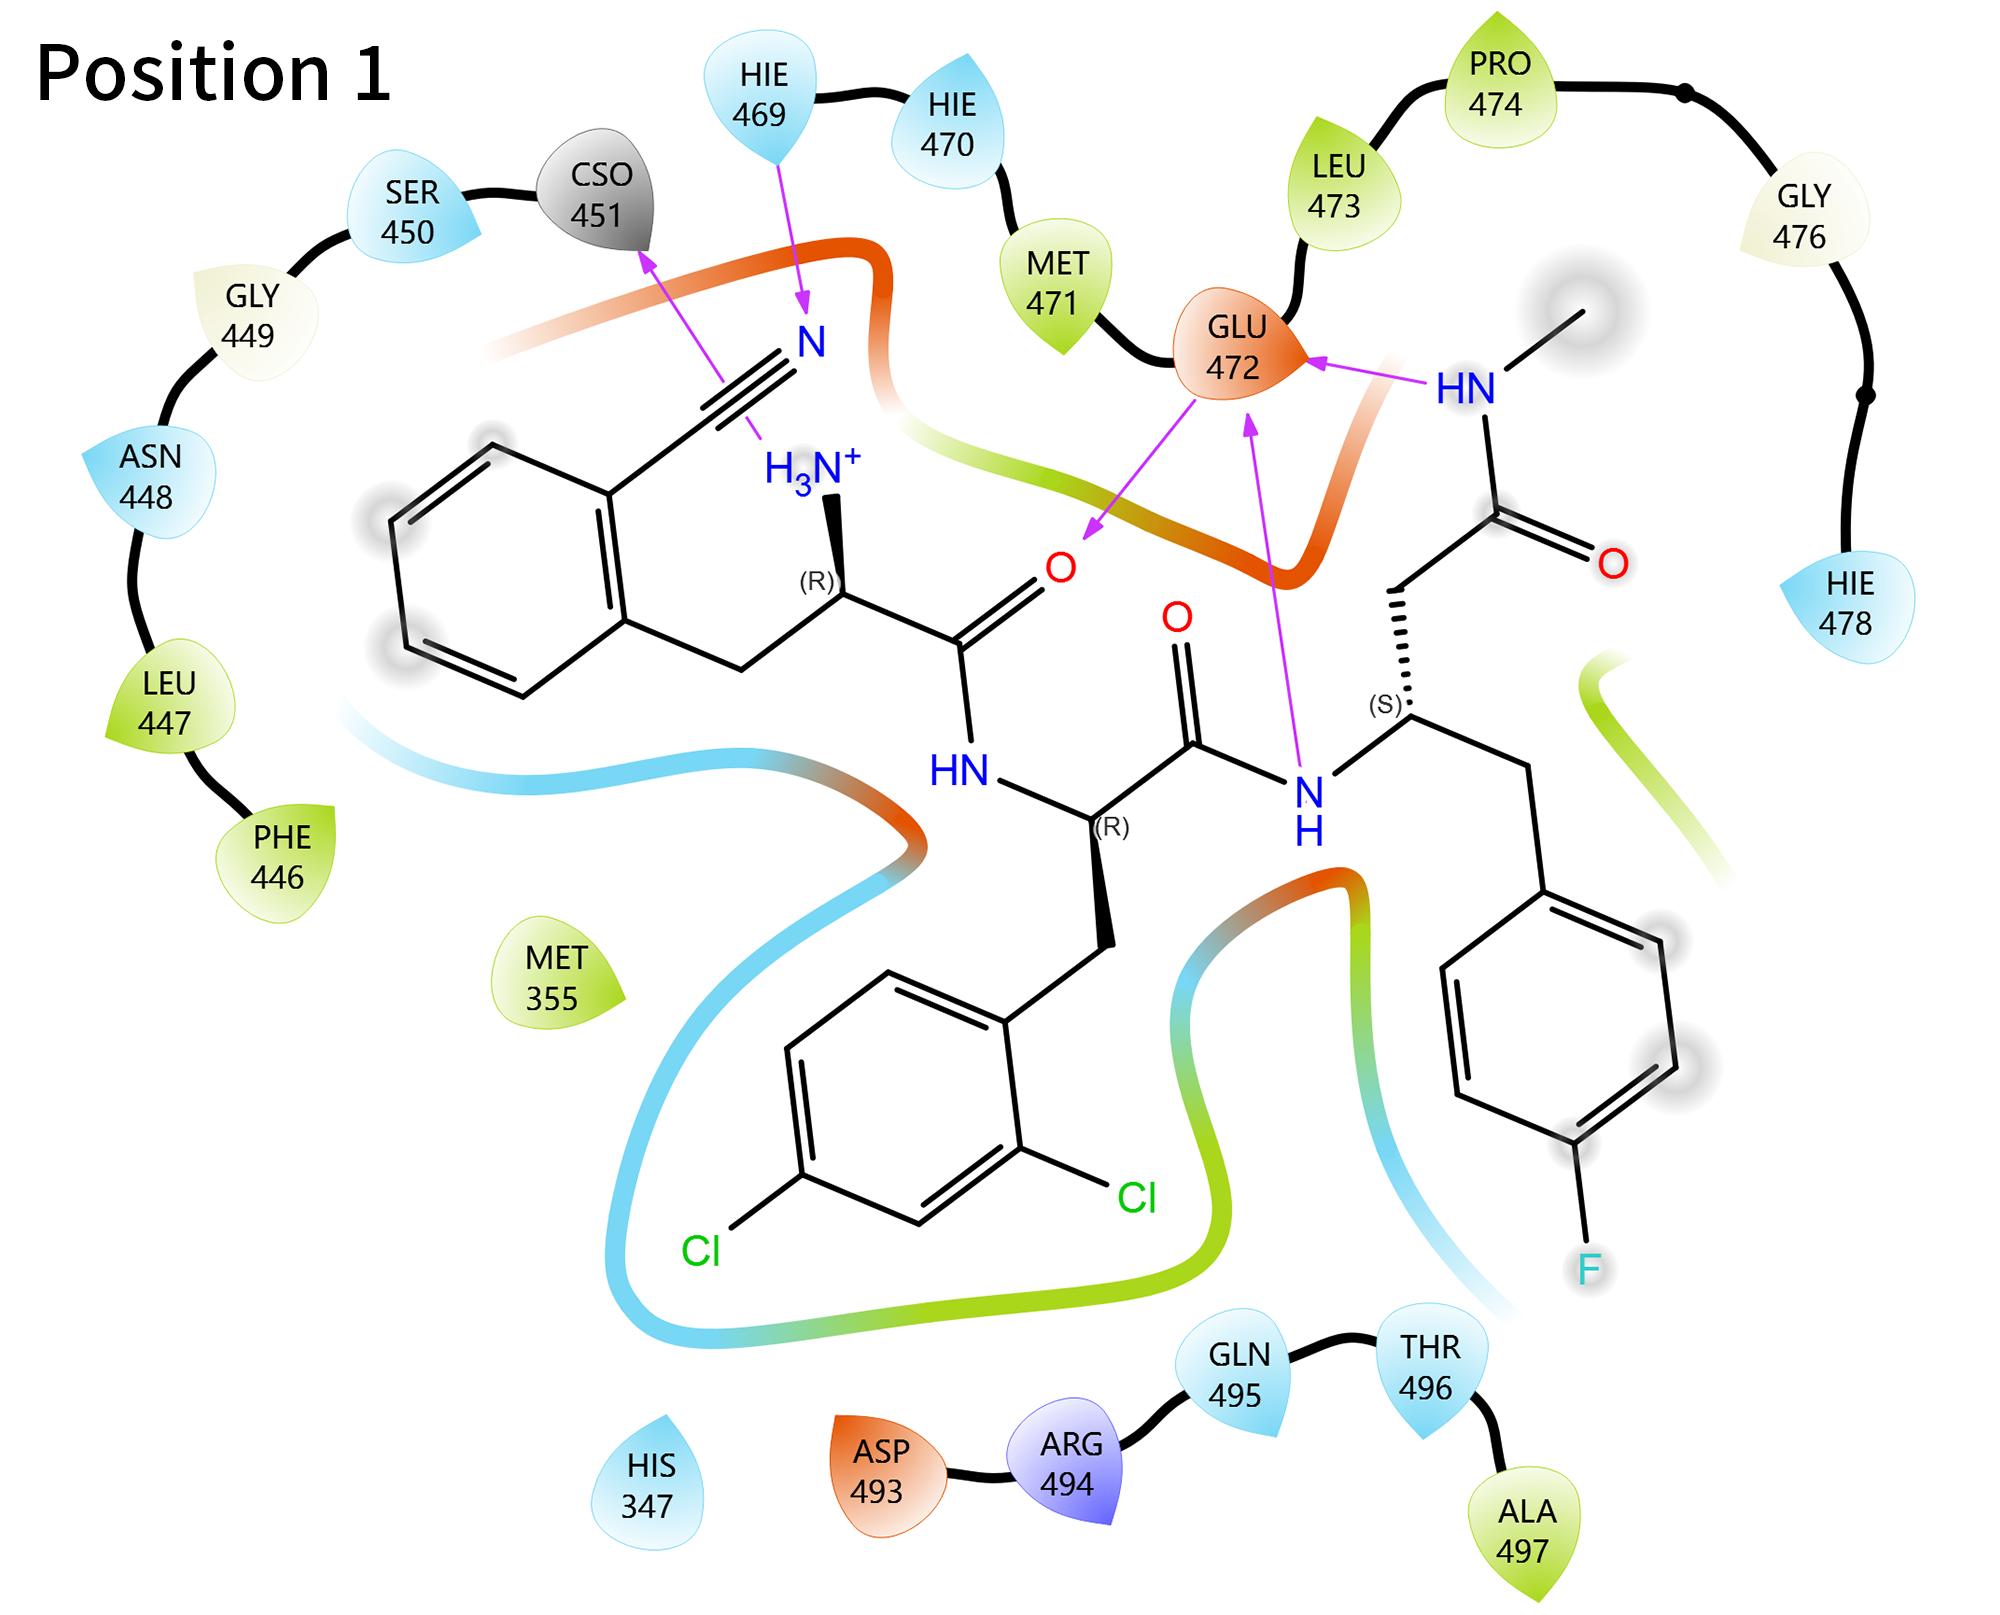 Position 1
HIE
469
HIE
470
PRO
474
LEU
473
GLY
476
CSO
451
SER
450
GLY
449
MET
471
GLU
472
ASN
448
LEU
447
PHE
446
HIE
478
N
H3N+
HN
O
O
O
(R)
(S)
HN
(R)
N
H
MET
355
Cl
Cl
F
GLN
495
THR
496
HIS
347
ASP
493
ARG
494
ALA
497